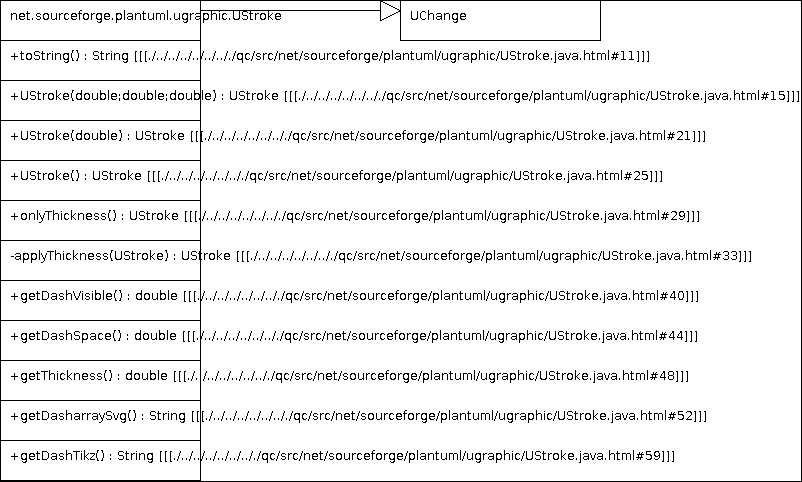 net.sourceforge.plantuml.ugraphic.UStroke
UChange
+toString() : String [[[./../../../../../../qc/src/net/sourceforge/plantuml/ugraphic/UStroke.java.html#11]]]
+UStroke(double;double;double) : UStroke [[[./../../../../../../qc/src/net/sourceforge/plantuml/ugraphic/UStroke.java.html#15]]]
+UStroke(double) : UStroke [[[./../../../../../../qc/src/net/sourceforge/plantuml/ugraphic/UStroke.java.html#21]]]
+UStroke() : UStroke [[[./../../../../../../qc/src/net/sourceforge/plantuml/ugraphic/UStroke.java.html#25]]]
+onlyThickness() : UStroke [[[./../../../../../../qc/src/net/sourceforge/plantuml/ugraphic/UStroke.java.html#29]]]
-applyThickness(UStroke) : UStroke [[[./../../../../../../qc/src/net/sourceforge/plantuml/ugraphic/UStroke.java.html#33]]]
+getDashVisible() : double [[[./../../../../../../qc/src/net/sourceforge/plantuml/ugraphic/UStroke.java.html#40]]]
+getDashSpace() : double [[[./../../../../../../qc/src/net/sourceforge/plantuml/ugraphic/UStroke.java.html#44]]]
+getThickness() : double [[[./../../../../../../qc/src/net/sourceforge/plantuml/ugraphic/UStroke.java.html#48]]]
+getDasharraySvg() : String [[[./../../../../../../qc/src/net/sourceforge/plantuml/ugraphic/UStroke.java.html#52]]]
+getDashTikz() : String [[[./../../../../../../qc/src/net/sourceforge/plantuml/ugraphic/UStroke.java.html#59]]]